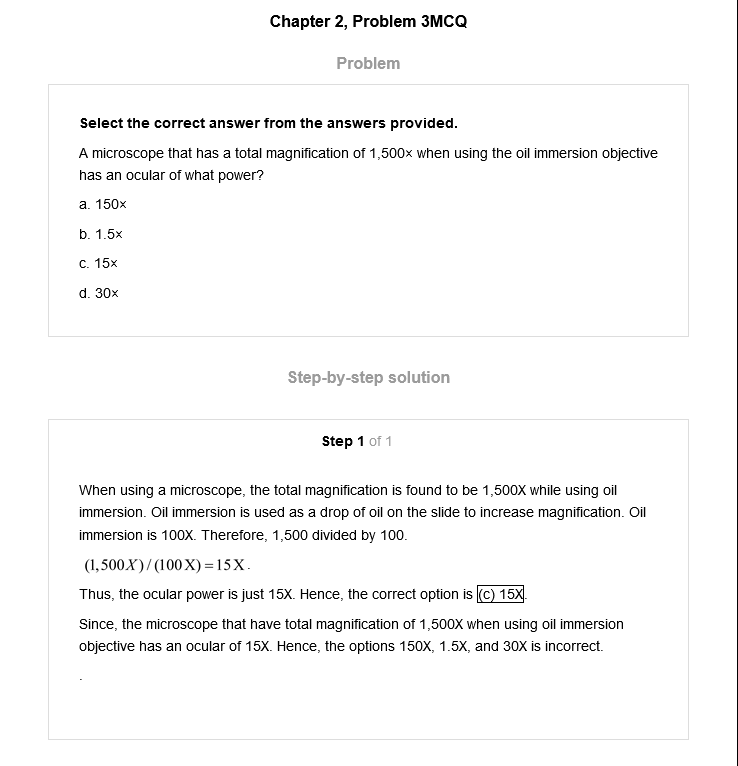 Chapter 2, Problem 3MCQ
Problem
Select the correct answer from the answers provided.
A microscope that has a total magnification of 1,500× when using the oil immersion objective
has an ocular of what power?
a. 150×
b. 1.5×
c. 15×
d. 30×
Step-by-step solution
Step 1 of 1
When using a microscope, the total magnification is found to be 1,500X while using oil
immersion. Oil immersion is used as a drop of oil on the slide to increase magnification. Oil
immersion is 100X. Therefore, 1,500 divided by 100.
(1,500X)/(100X)=15X.
Thus, the ocular power is just 15X. Hence, the correct option is (c) 15X.
Since, the microscope that have total magnification of 1,500X when using oil immersion
objective has an ocular of 15X. Hence, the options 150X, 1.5X, and 30X is incorrect.
.